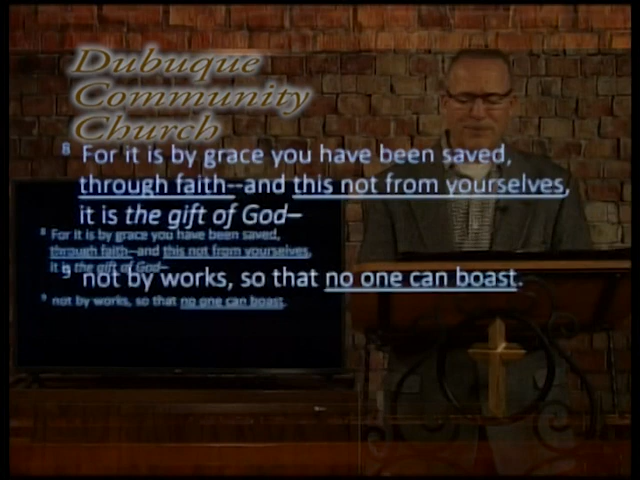 Dubuque
Community
Church
8 For it is by grace you have been saved,
through faith--and this not from yourselves,
it is the gift of God–
9 not by works, so that no one can boast.
8 For it is by grace you have been saved,
through faith--and this not from yourselves,
it is the gift of God–
9 not by works, so that no one can boast.